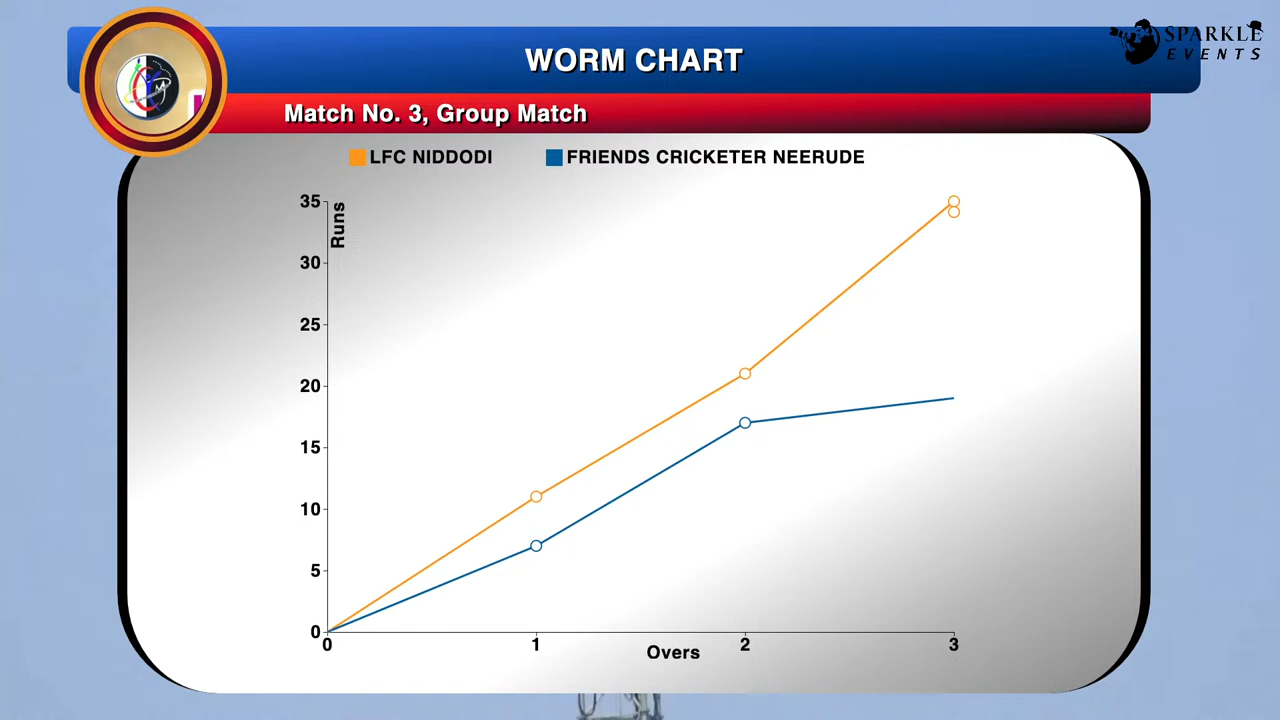 SPARKLE
EVENTS
WORM CHART
Match No. 3, Group Match
LFC NIDDODI FRIENDS CRICKETER NEERUDE
Runs
35
30
25
20
15
10
5
0
0 1 2 3
Overs